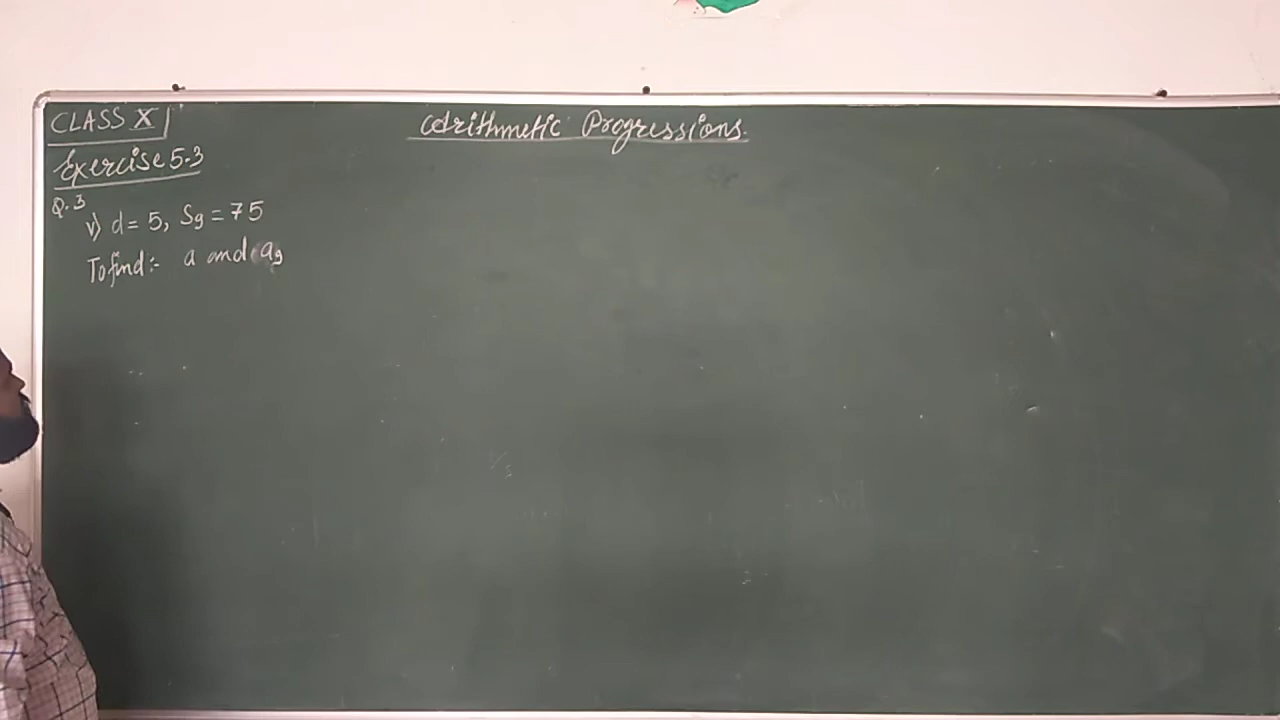 CLASS X
Arithmetic Progressions.
Exercise 5.3
Q.3
v) d = 5, S9 = 75
To find:- a and a9